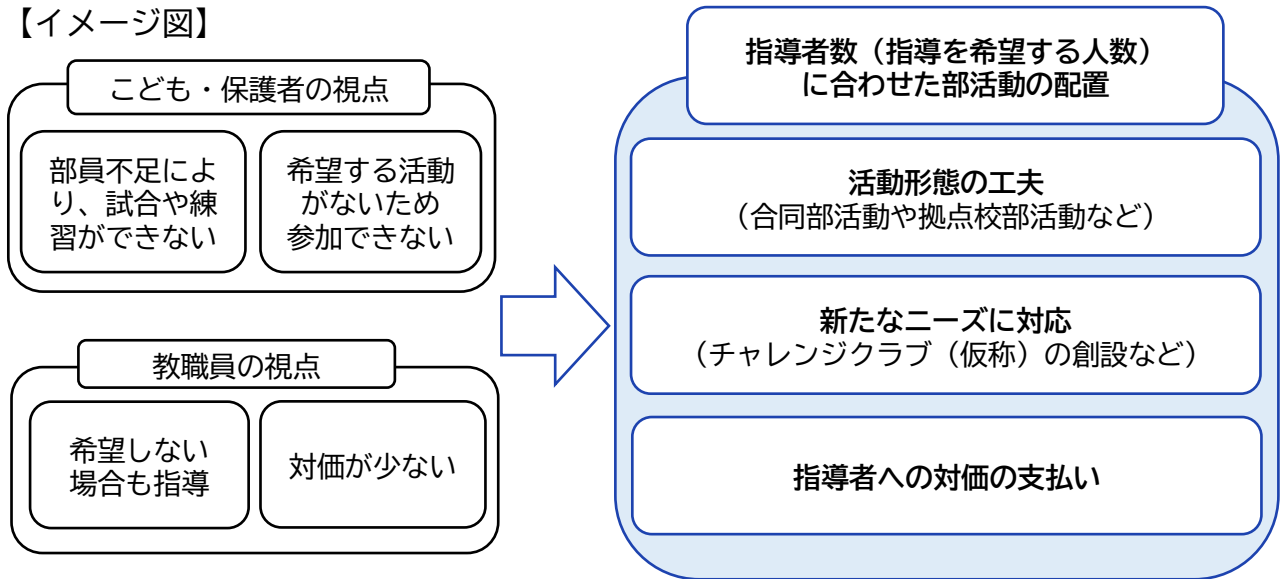 【イメージ図】
こども・保護者の視点
部員不足によ
り、試合や練
習ができない
希望する活動
がないため
参加できない
教職員の視点
希望しない
場合も指導
対価が少ない
指導者数（指導を希望する人数）
に合わせた部活動の配置
活動形態の工夫
（合同部活動や拠点校部活動など）
新たなニーズに対応
（チャレンジクラブ（仮称）の創設など）
指導者への対価の支払い